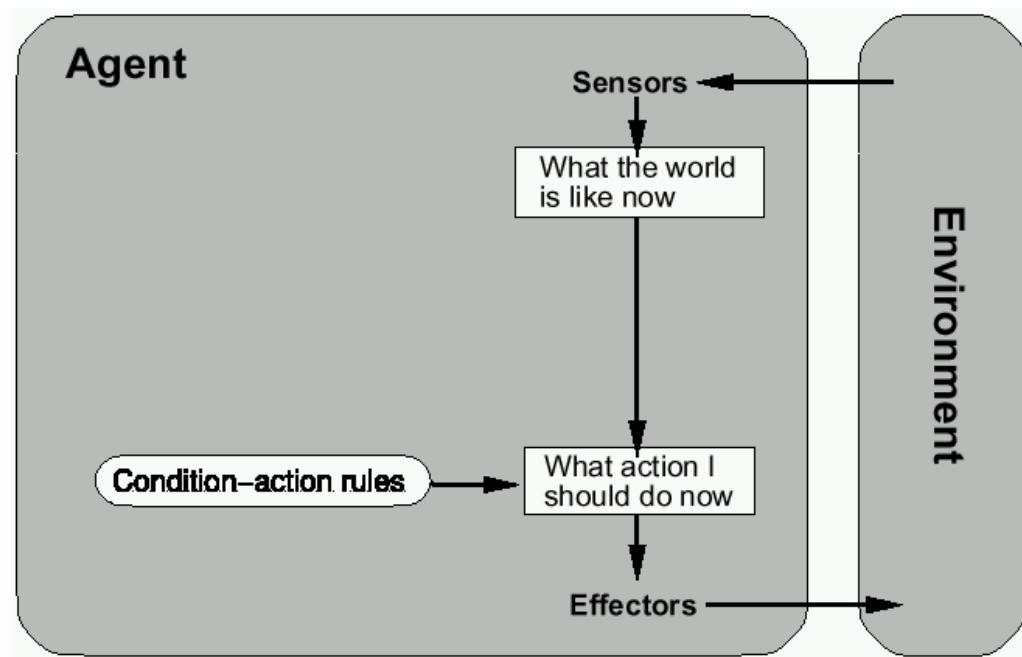 Agent
Sensors
What the world
is like now
Environment
Condition–action rules
What action I
should do now
Effectors